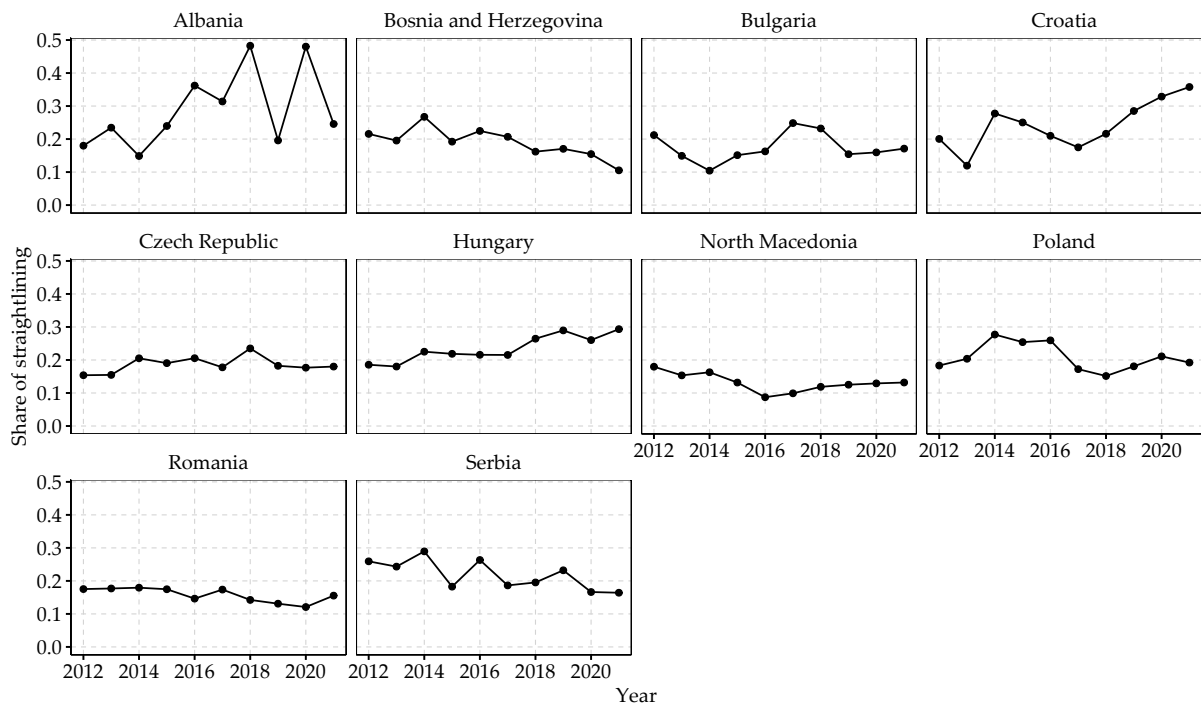 Albania
Bosnia and Herzegovina
Bulgaria
Croatia
0.5
0.4
0.3
0.2
0.1
0.0
Czech Republic
Hungary
North Macedonia
Poland
0.5
0.4
0.3
0.2
0.1
0.0
2012 2014 2016 2018 2020
2012 2014 2016 2018 2020
Romania
Serbia
0.5
0.4
0.3
0.2
0.1
0.0
2012 2014 2016 2018 2020
2012 2014 2016 2018 2020
Share of straightlining
Year